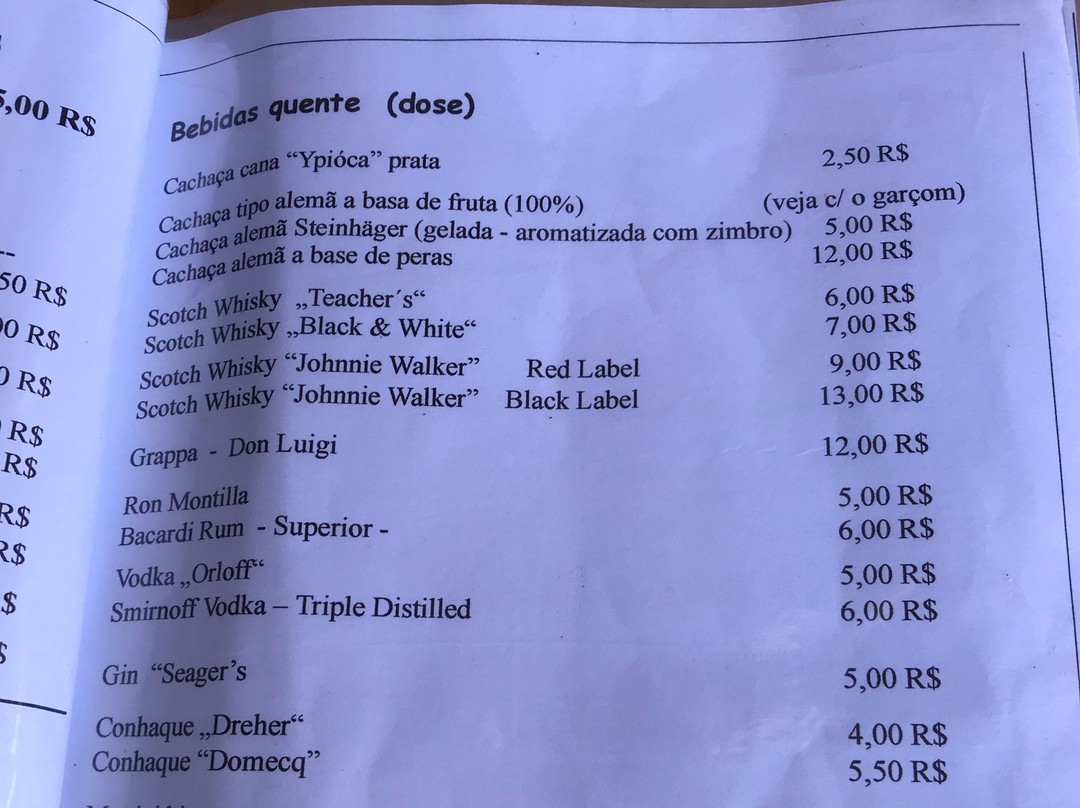 5,00 R$
50 R$
0 R$
R$
R$
R$
R$
R$
$
$
Bebidas quente (dose)
Cachaça cana “Ypióca” prata 2,50 R$
Cachaça tipo alemã a basa de fruta (100%) (veja c/ o garçom)
Cachaça alemã Steinhäger (gelada - aromatizada com zimbro) 5,00 R$
Cachaça alemã a base de peras 12,00 R$
Scotch Whisky „Teacher´s“ 6,00 R$
Scotch Whisky „Black & White“ 7,00 R$
Scotch Whisky “Johnnie Walker” Red Label 9,00 R$
Scotch Whisky “Johnnie Walker” Black Label 13,00 R$
Grappa - Don Luigi 12,00 R$
Ron Montilla 5,00 R$
Bacardi Rum - Superior - 6,00 R$
Vodka „Orloff“ 5,00 R$
Smirnoff Vodka – Triple Distilled 6,00 R$
Gin “Seager’s 5,00 R$
Conhaque „Dreher“ 4,00 R$
Conhaque “Domecq” 5,50 R$